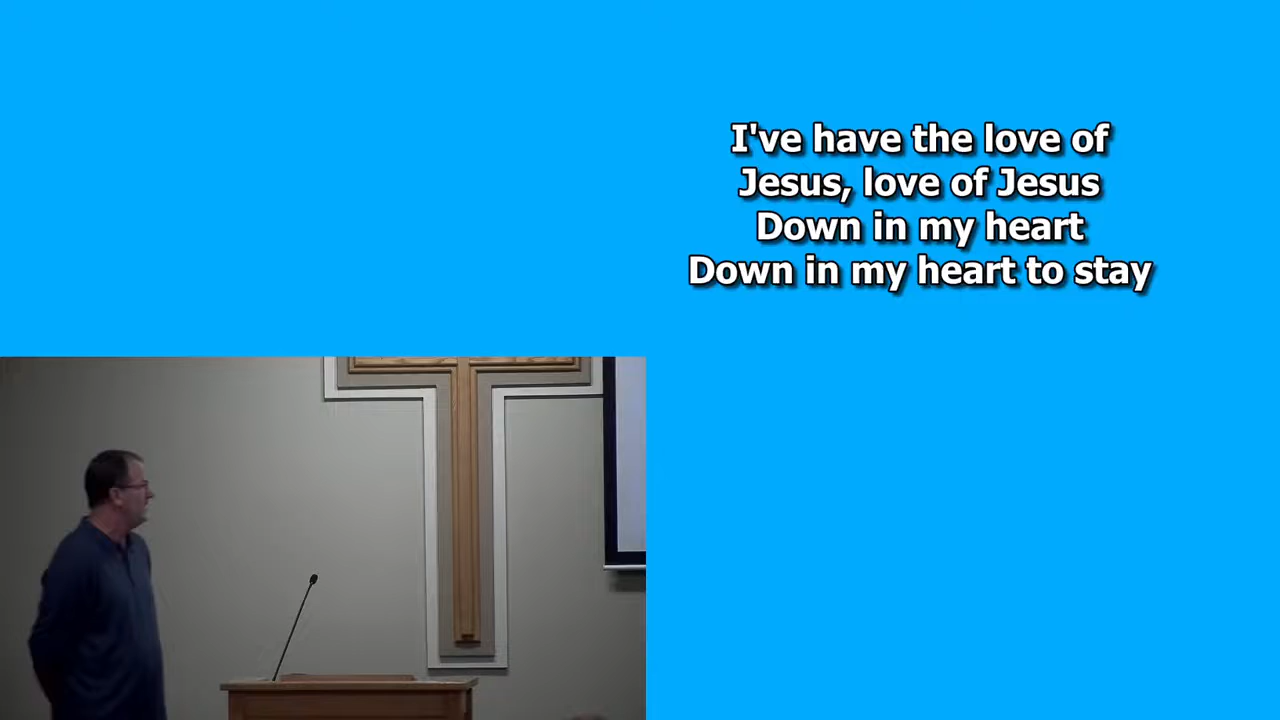 I've have the love of
Jesus, love of Jesus
Down in my heart
Down in my heart to stay